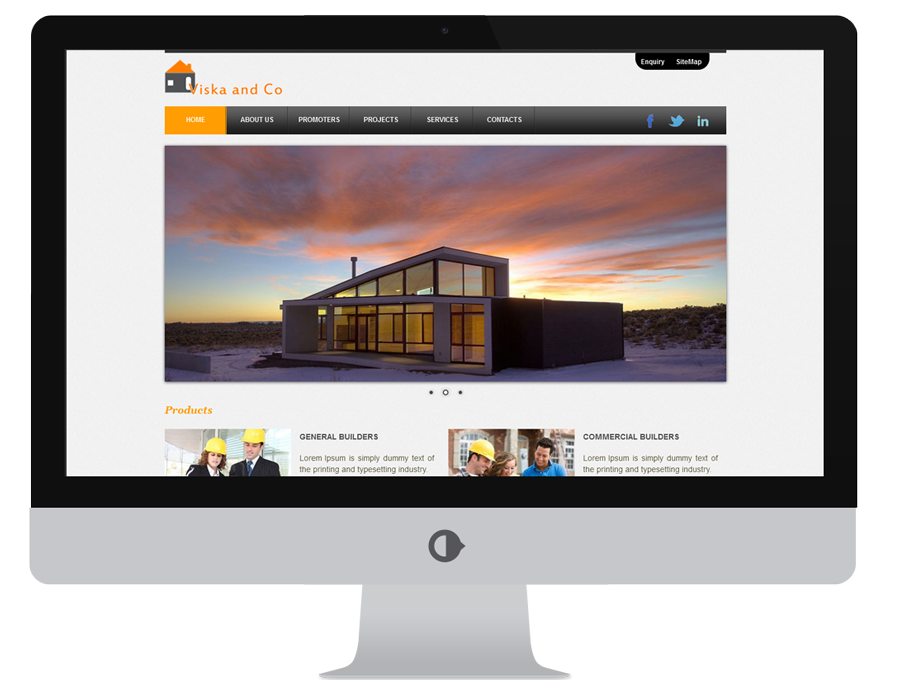 Enquiry SiteMap
Viska and Co
HOME ABOUT US PROMOTERS PROJECTS SERVICES CONTACTS
Products
GENERAL BUILDERS
Lorem Ipsum is simply dummy text of
the printing and typesetting industry.
COMMERCIAL BUILDERS
Lorem Ipsum is simply dummy text of
the printing and typesetting industry.